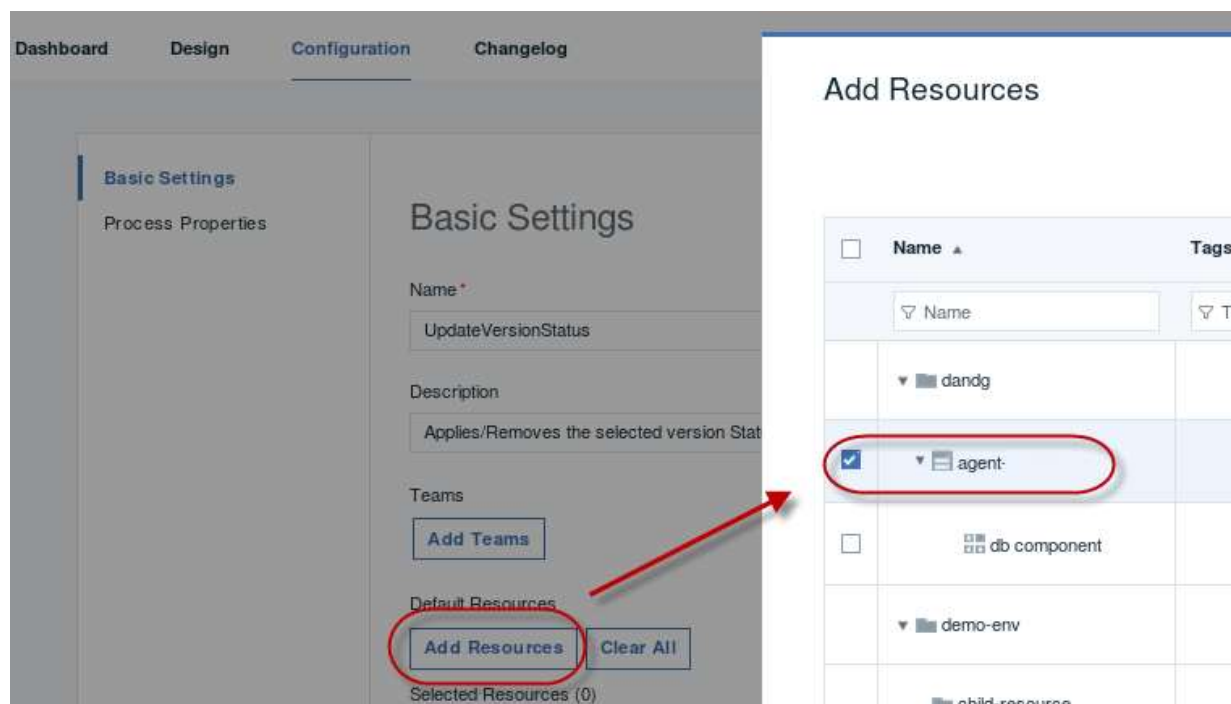 Dashboard Design Configuration Changelog
Add Resources
Basic Settings
Process Properties
Basic Settings
Name*
UpdateVersionStatus
Description
Applies/Removes the selected version Stat
Teams
Add Teams
Default Resources
Add Resources Clear All
Selected Resources (0)
Name Tags
Name T
dandg
agent-
db component
demo-env
child-resource